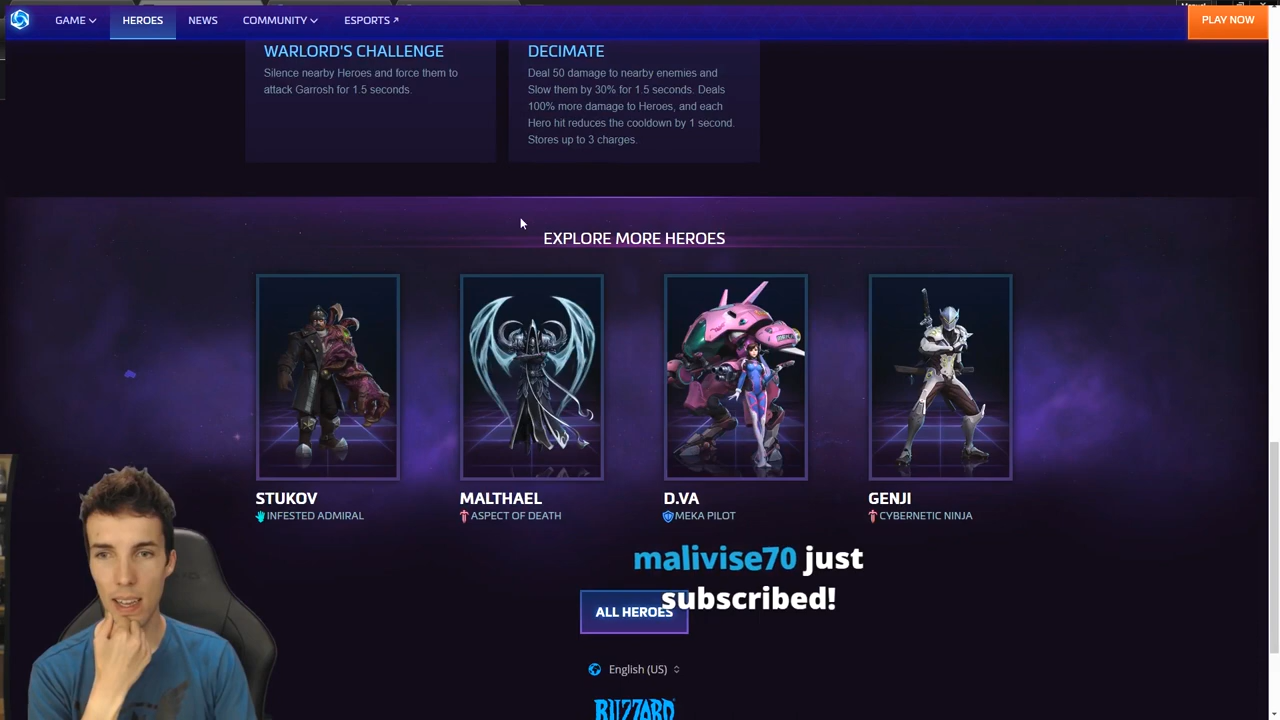 GAME
HEROES
NEWS
COMMUNITY
ESPORTS
PLAY NOW
WARLORD'S CHALLENGE
Silence nearby Heroes and force them to
attack Garrosh for 1.5 seconds.
DECIMATE
Deal 50 damage to nearby enemies and
Slow them by 30% for 1.5 seconds. Deals
100% more damage to Heroes, and each
Hero hit reduces the cooldown by 1 second.
Stores up to 3 charges.
EXPLORE MORE HEROES
STUKOV
INFESTED ADMIRAL
MALTHAEL
ASPECT OF DEATH
D.VA
MEKA PILOT
GENJI
CYBERNETIC NINJA
malivise70 just
subscribed!
ALL HEROES
English (US)
BLIZZARD